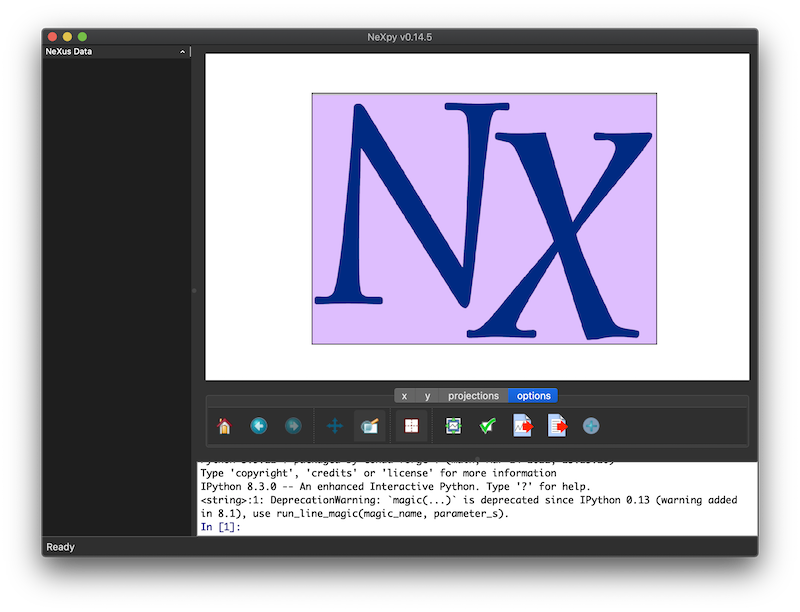 NeXpy v0.14.5
NeXus Data
NX
x y projections options
Type 'copyright', 'credits' or 'license' for more information
IPython 8.3.0 -- An enhanced Interactive Python. Type '?' for help.
<string>:1: DeprecationWarning: `magic(...)` is deprecated since IPython 0.13 (warning added
in 8.1), use run_line_magic(magic_name, parameter_s).
In [1]:
Ready